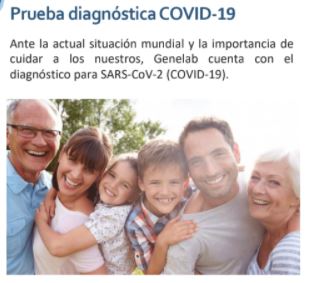 Prueba diagnóstica COVID-19
Ante la actual situación mundial y la importancia de
cuidar a los nuestros, Genelab cuenta con el
diagnóstico para SARS-CoV-2 (COVID-19).